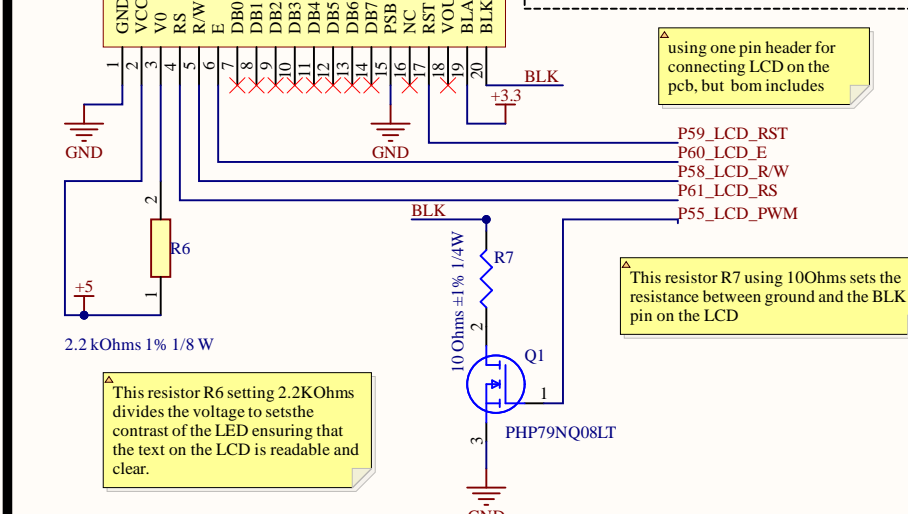 GND
VCC
V0
RS
R/W
E
DB0
DB1
DB2
DB3
DB4
DB5
DB6
DB7
PSB
NC
RST
VOU
BLA
BLK
1
2
3
4
5
6
7
8
9
10
11
12
13
14
15
16
17
18
19
20
BLK
+3.3
using one pin header for
connecting LCD on the
pcb, but bom includes
GND
GND
P59_LCD_RST
P60_LCD_E
P58_LCD_R/W
P61_LCD_RS
P55_LCD_PWM
BLK
2
R6
1
+5
2.2 kOhms 1% 1/8 W
10 Ohms ±1% 1/4W
R7
2
This resistor R7 using 10Ohms sets the
resistance between ground and the BLK
pin on the LCD
Q1
1
PHP79NQ08LT
3
This resistor R6 setting 2.2KOhms
divides the voltage to setsthe
contrast of the LED ensuring that
the text on the LCD is readable and
clear.
GND